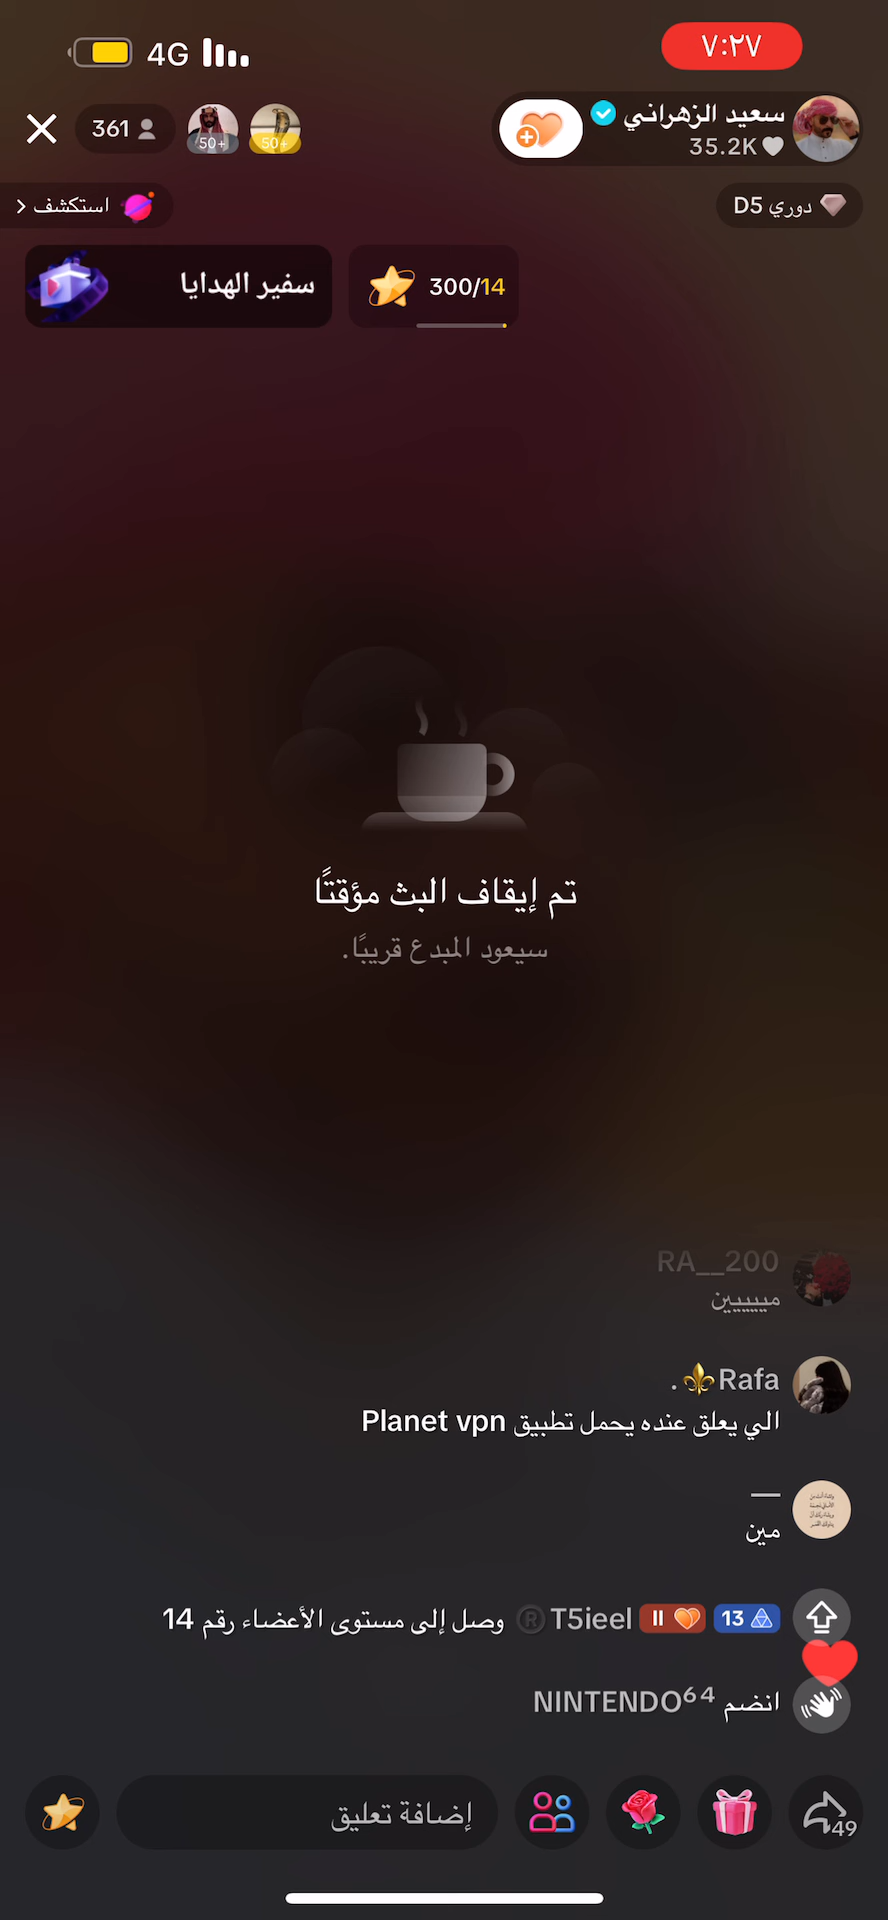 ٧:٢٧
4G
سعيد الزهراني
35.2K
50+
50+
361
دوري D5
استكشف
300/14
سفير الهدايا
تم إيقاف البث مؤقتًا
سيعود المبدع قريبًا.
RA__200
ميييييين
Rafa⚜️.
الي يعلق عنده يحمل تطبيق Planet vpn
—
مين
13 II T5ieel® وصل إلى مستوى الأعضاء رقم 14
انضم NINTENDO⁶⁴
إضافة تعليق
49